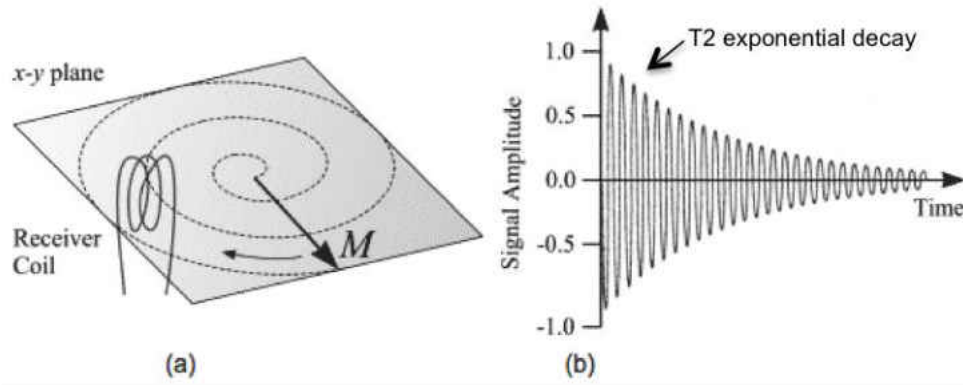 x-y plane
Receiver
Coil
M
(a)
T2 exponential decay
Signal Amplitude
1.0
0.5
0.0
-0.5
-1.0
Time
(b)